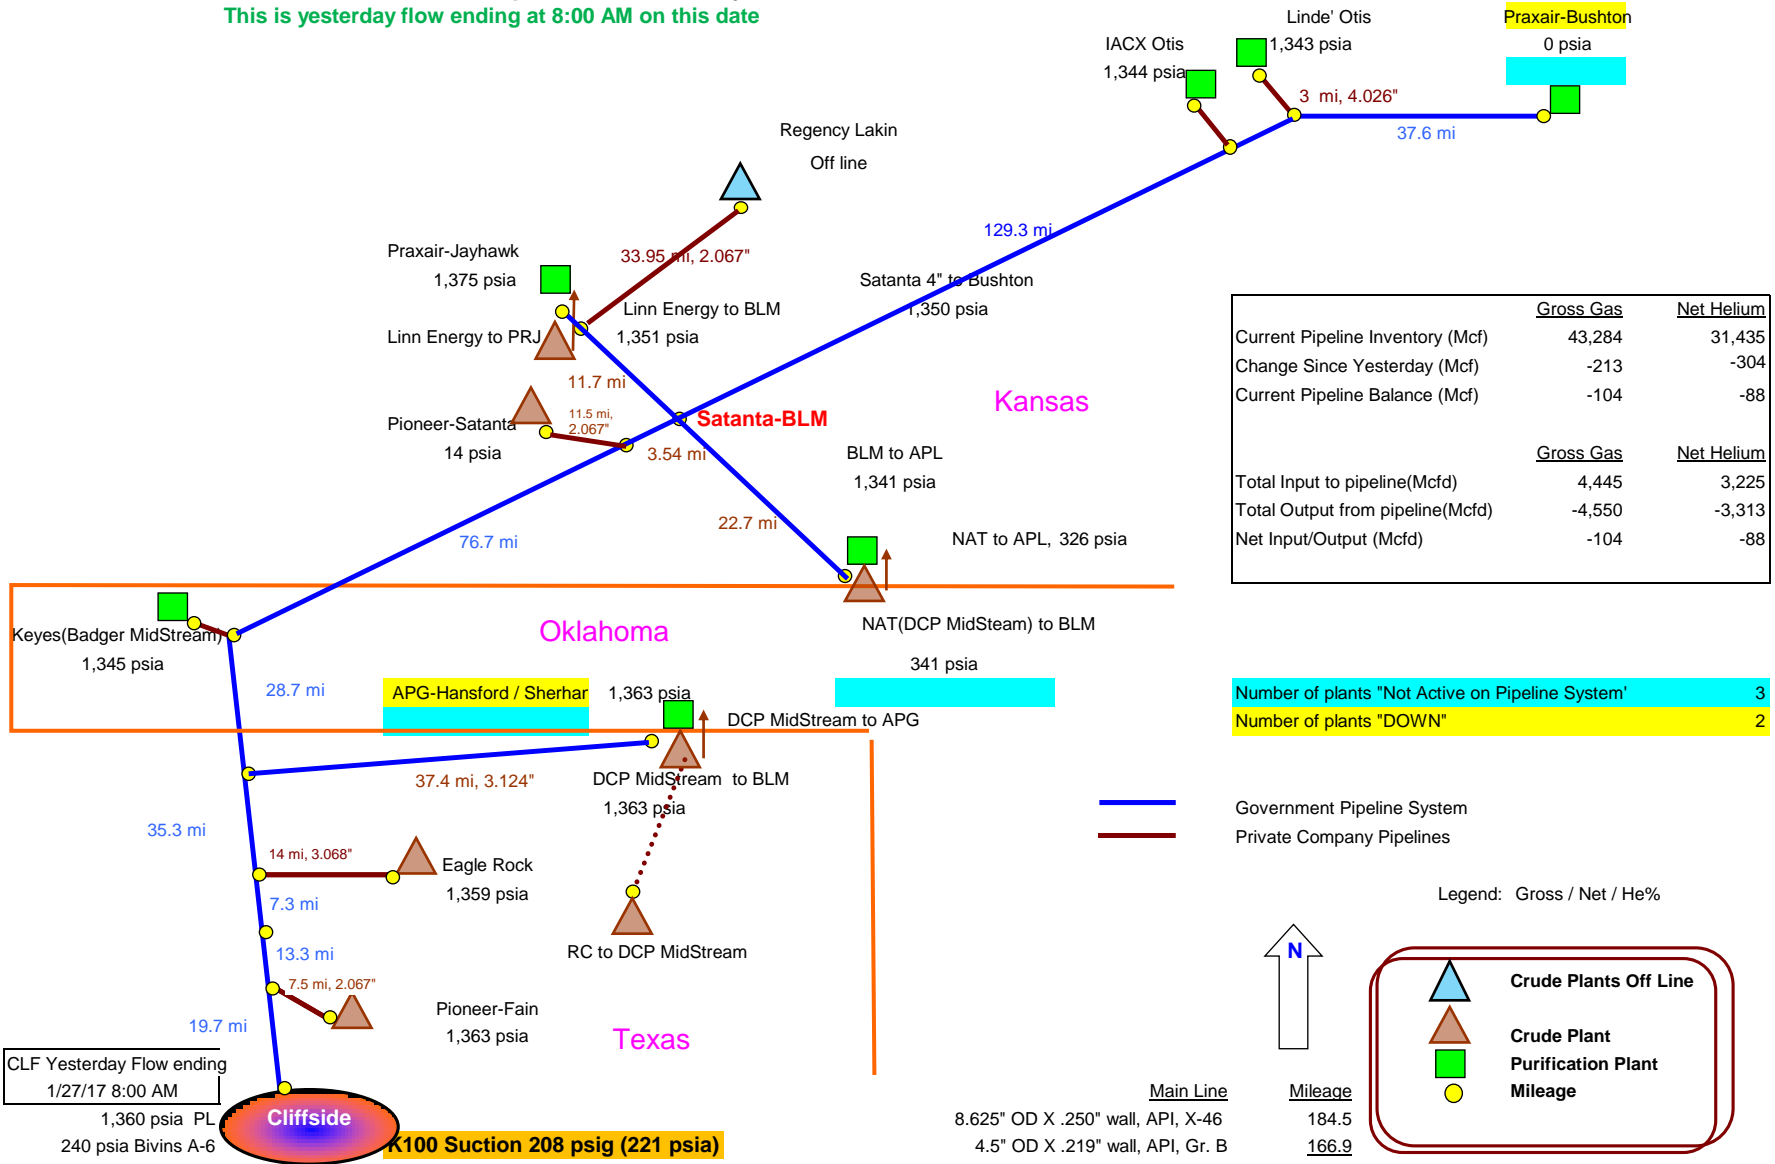 This is yesterday flow ending at 8:00 AM on this date
Linde' Otis
1,343 psia
Praxair-Bushton
0 psia
IACX Otis
1,344 psia
3 mi, 4.026"
37.6 mi
Regency Lakin
Off line
129.3 mi
Praxair-Jayhawk
1,375 psia
33.95 mi, 2.067"
Satanta 4" to Bushton
1,350 psia
Linn Energy to BLM
1,351 psia
Linn Energy to PRJ
11.7 mi
Kansas
Pioneer-Satanta
14 psia
11.5 mi,
2.067"
Satanta-BLM
3.54 mi
BLM to APL
1,341 psia
22.7 mi
NAT to APL, 326 psia
76.7 mi
Gross Gas Net Helium
Current Pipeline Inventory (Mcf) 43,284 31,435
Change Since Yesterday (Mcf) -213 -304
Current Pipeline Balance (Mcf) -104 -88
Gross Gas Net Helium
Total Input to pipeline(Mcfd) 4,445 3,225
Total Output from pipeline(Mcfd) -4,550 -3,313
Net Input/Output (Mcfd) -104 -88
Keyes(Badger MidStream)
1,345 psia
Oklahoma
NAT(DCP MidSteam) to BLM
341 psia
28.7 mi
APG-Hansford / Sherhan
1,363 psia
DCP MidStream to APG
Number of plants "Not Active on Pipeline System' 3
Number of plants "DOWN" 2
37.4 mi, 3.124"
DCP MidStream to BLM
1,363 psia
Government Pipeline System
Private Company Pipelines
35.3 mi
14 mi, 3.068"
Eagle Rock
1,359 psia
7.3 mi
Legend: Gross / Net / He%
13.3 mi
RC to DCP MidStream
N
7.5 mi, 2.067"
Pioneer-Fain
1,363 psia
19.7 mi
Texas
Crude Plants Off Line
Crude Plant
Purification Plant
Mileage
CLF Yesterday Flow ending
1/27/17 8:00 AM
1,360 psia PL
240 psia Bivins A-6
Cliffside
K100 Suction 208 psig (221 psia)
Main Line Mileage
8.625" OD X .250" wall, API, X-46 184.5
4.5" OD X .219" wall, API, Gr. B 166.9